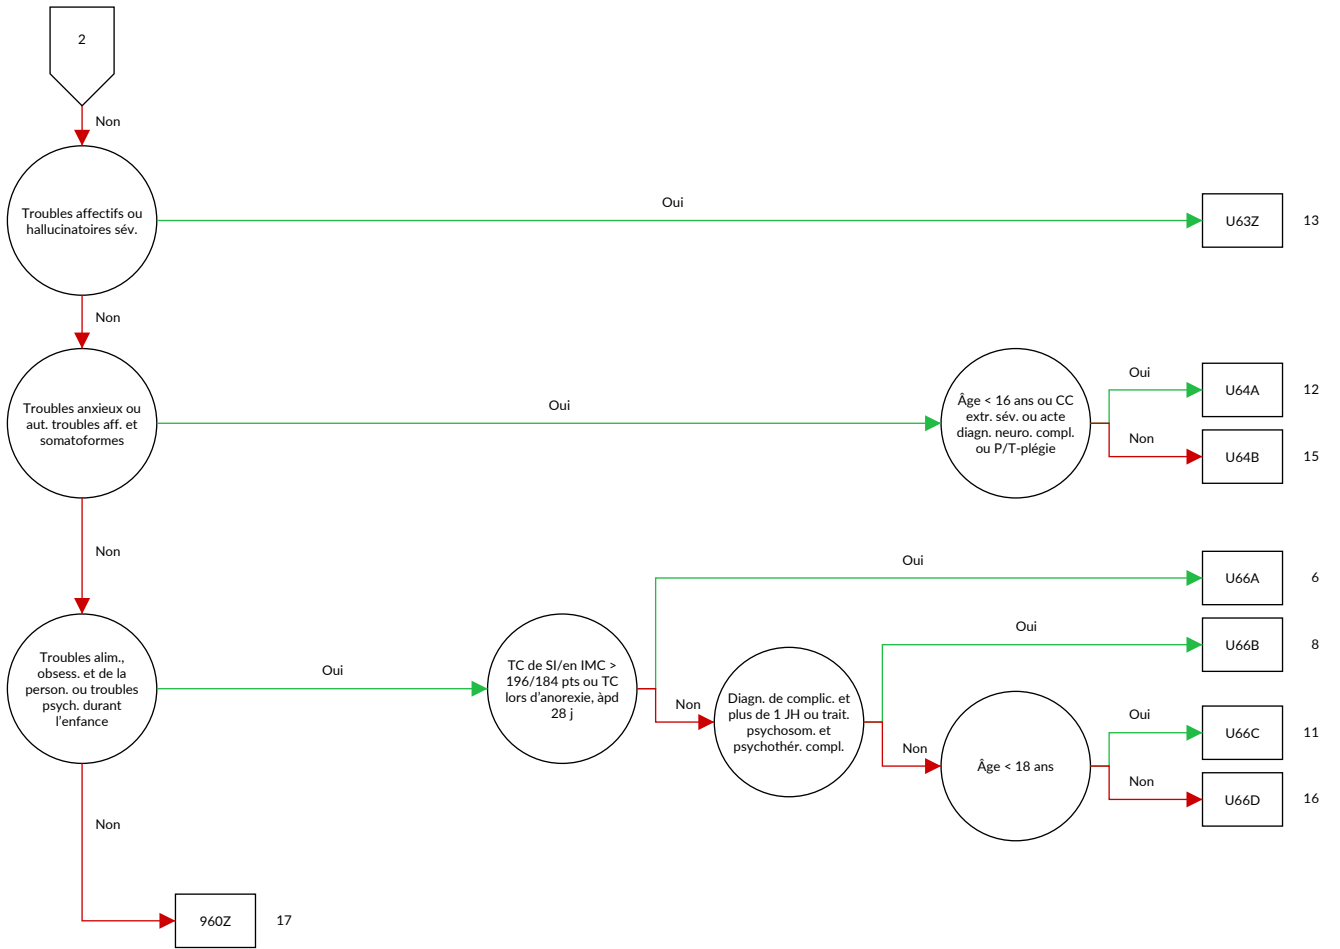 2
Non
Troubles affectifs ou
hallucinatoires sév.
Oui
U63Z
13
Non
Troubles anxieux ou
aut. troubles aff. et
somatoformes
Oui
Âge < 16 ans ou CC
extr. sév. ou acte
diagn. neuro. compl.
ou P/T-plégie
Oui
U64A
12
Non
U64B
15
Non
Troubles alim.,
obsess. et de la
person. ou troubles
psych. durant
l'enfance
Oui
TC de SI/en IMC >
196/184 pts ou TC
lors d'anorexie, àpd
28 j
Oui
U66A
6
Non
Diagn. de complic. et
plus de 1 JH ou trait.
psychosom. et
psychothér. compl.
Oui
U66B
8
Non
Âge < 18 ans
Oui
U66C
11
Non
U66D
16
Non
960Z
17